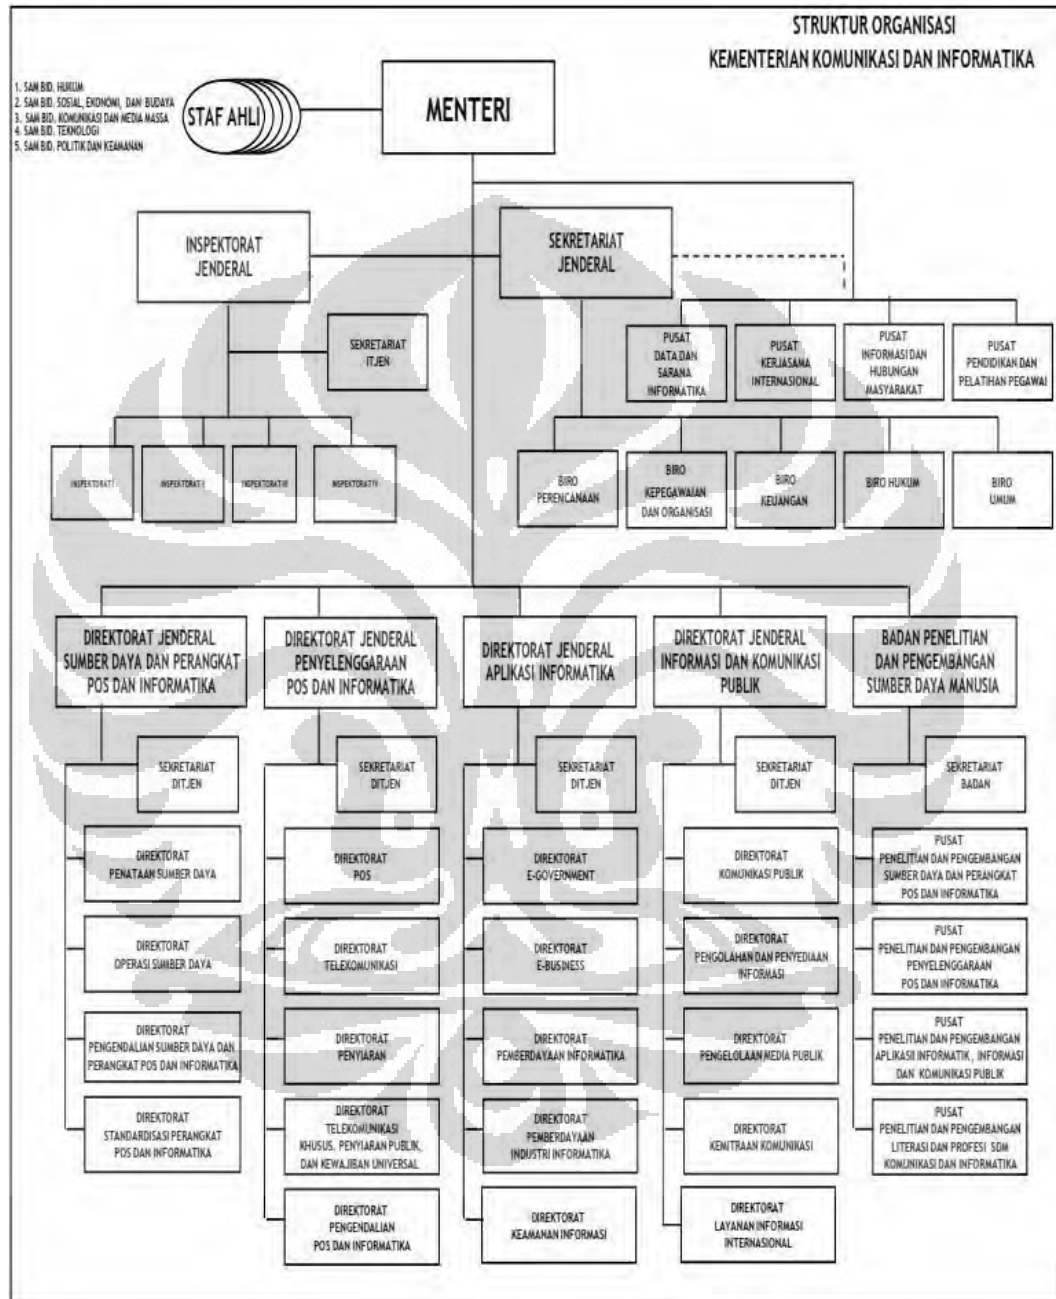 STRUKTUR ORGANISASI
KEMENTERIAN KOMUNIKASI DAN INFORMATIKA
1. SAM BID. HUKUM
2. SAM BID. SOSIAL, EKONOMI, DAN BUDAYA
3. SAM BID. KOMUNIKASI DAN MEDIA MASSA
4. SAM BID. TEKNOLOGI
5. SAM BID. POLITIK DAN KEAMANAN
STAF AHLI
MENTERI
INSPEKTORAT
JENDERAL
SEKRETARIAT
JENDERAL
SEKRETARIAT
ITJEN
PUSAT
DATA DAN
SARANA
INFORMATIKA
PUSAT
KERJASAMA
INTERNASIONAL
PUSAT
INFORMASI DAN
HUBUNGAN
MASYARAKAT
PUSAT
PENDIDIKAN DAN
PELATIHAN PEGAWAI
INSPEKTORAT I
INSPEKTORAT II
INSPEKTORAT III
INSPEKTORAT IV
BIRO
PERENCANAAN
BIRO
KEPEGAWAIAN
DAN ORGANISASI
BIRO
KEUANGAN
BIRO HUKUM
BIRO
UMUM
DIREKTORAT JENDERAL
SUMBER DAYA DAN PERANGKAT
POS DAN INFORMATIKA
DIREKTORAT JENDERAL
PENYELENGGARAAN
POS DAN INFORMATIKA
DIREKTORAT JENDERAL
APLIKASI INFORMATIKA
DIREKTORAT JENDERAL
INFORMASI DAN KOMUNIKASI
PUBLIK
BADAN PENELITIAN
DAN PENGEMBANGAN
SUMBER DAYA MANUSIA
SEKRETARIAT
DITJEN
SEKRETARIAT
DITJEN
SEKRETARIAT
DITJEN
SEKRETARIAT
DITJEN
SEKRETARIAT
BADAN
DIREKTORAT
PENATAAN SUMBER DAYA
DIREKTORAT
POS
DIREKTORAT
E-GOVERNMENT
DIREKTORAT
KOMUNIKASI PUBLIK
PUSAT
PENELITIAN DAN PENGEMBANGAN
SUMBER DAYA DAN PERANGKAT
POS DAN INFORMATIKA
DIREKTORAT
OPERASI SUMBER DAYA
DIREKTORAT
TELEKOMUNIKASI
DIREKTORAT
E-BUSINESS
DIREKTORAT
PENGOLAHAN DAN PENYEDIAAN
INFORMASI
PUSAT
PENELITIAN DAN PENGEMBANGAN
PENYELENGGARAAN
POS DAN INFORMATIKA
DIREKTORAT
PENGENDALIAN SUMBER DAYA DAN
PERANGKAT POS DAN INFORMATIKA
DIREKTORAT
PENYIARAN
DIREKTORAT
PEMBERDAYAAN INFORMATIKA
DIREKTORAT
PENGELOLAAN MEDIA PUBLIK
PUSAT
PENELITIAN DAN PENGEMBANGAN
APLIKASII INFORMATIK , INFORMASI
DAN KOMUNIKASI PUBLIK
DIREKTORAT
STANDARDISASI PERANGKAT
POS DAN INFORMATIKA
DIREKTORAT
TELEKOMUNIKASI
KHUSUS. PENYIARAN PUBLIK,
DAN KEWAJIBAN UNIVERSAL
DIREKTORAT
PEMBERDAYAAN
INDUSTRI INFORMATIKA
DIREKTORAT
KEMITRAAN KOMUNIKASI
PUSAT
PENELITIAN DAN PENGEMBANGAN
LITERASI DAN PROFESI SDM
KOMUNIKASI DAN INFORMATIKA
DIREKTORAT
PENGENDALIAN
POS DAN INFORMATIKA
DIREKTORAT
KEAMANAN INFORMASI
DIREKTORAT
LAYANAN INFORMASI
INTERNASIONAL